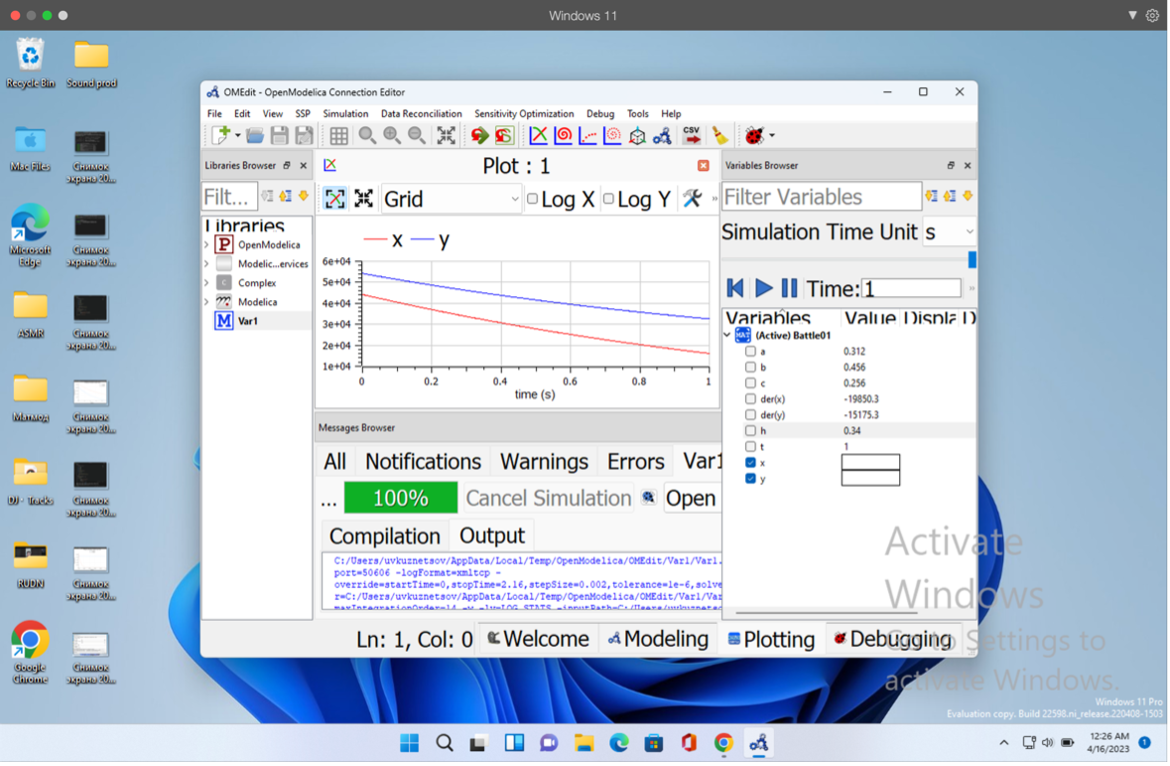 Windows 11
Recycle Bin
Sound prod
Mac Files
Снимок
экрана 20...
Microsoft
Edge
Снимок
экрана 20...
ASMR
Снимок
экрана 20...
Матмод
Снимок
экрана 20...
DJ - Tracks
Снимок
экрана 20...
RUDN
Снимок
экрана 20...
Google
Chrome
Снимок
экрана 20...
OMEdit - OpenModelica Connection Editor
File Edit View SSP Simulation Data Reconciliation Sensitivity Optimization Debug Tools Help
CSV
Libraries Browser
Filt...
Libraries
P OpenModelica
Modelic...ervices
C Complex
Modelica
M Var1
Plot : 1
Grid Log X Log Y »
x y
6e+04
5e+04
4e+04
3e+04
2e+04
1e+04
0 0.2 0.4 0.6 0.8 1
time (s)
Messages Browser
All Notifications Warnings Errors Var1
... 100% Cancel Simulation Open
Compilation Output
C:/Users/uvkuznetsov/AppData/Local/Temp/OpenModelica/OMEdit/Var1/Var1.
port=50606 -logFormat=xmltcp -
override=startTime=0,stopTime=2.16,stepSize=0.002,tolerance=1e-6,solve
r=C:/Users/uvkuznetsov/AppData/Local/Temp/OpenModelica/OMEdit/Var1/Var
Variables Browser
Filter Variables
Simulation Time Unit s
Time: 1 »
Variables Value Displa D
MAT (Active) Battle01
a 0.312
b 0.456
c 0.256
der(x) -19850.3
der(y) -15175.3
h 0.34
t 1
x
y
Ln: 1, Col: 0 Welcome Modeling Plotting Debugging
Activate
Windows
Go to Settings to
activate Windows.
Windows 11 Pro
Evaluation copy. Build 22598.ni_release.220408-1503
12:26 AM
4/16/2023
1